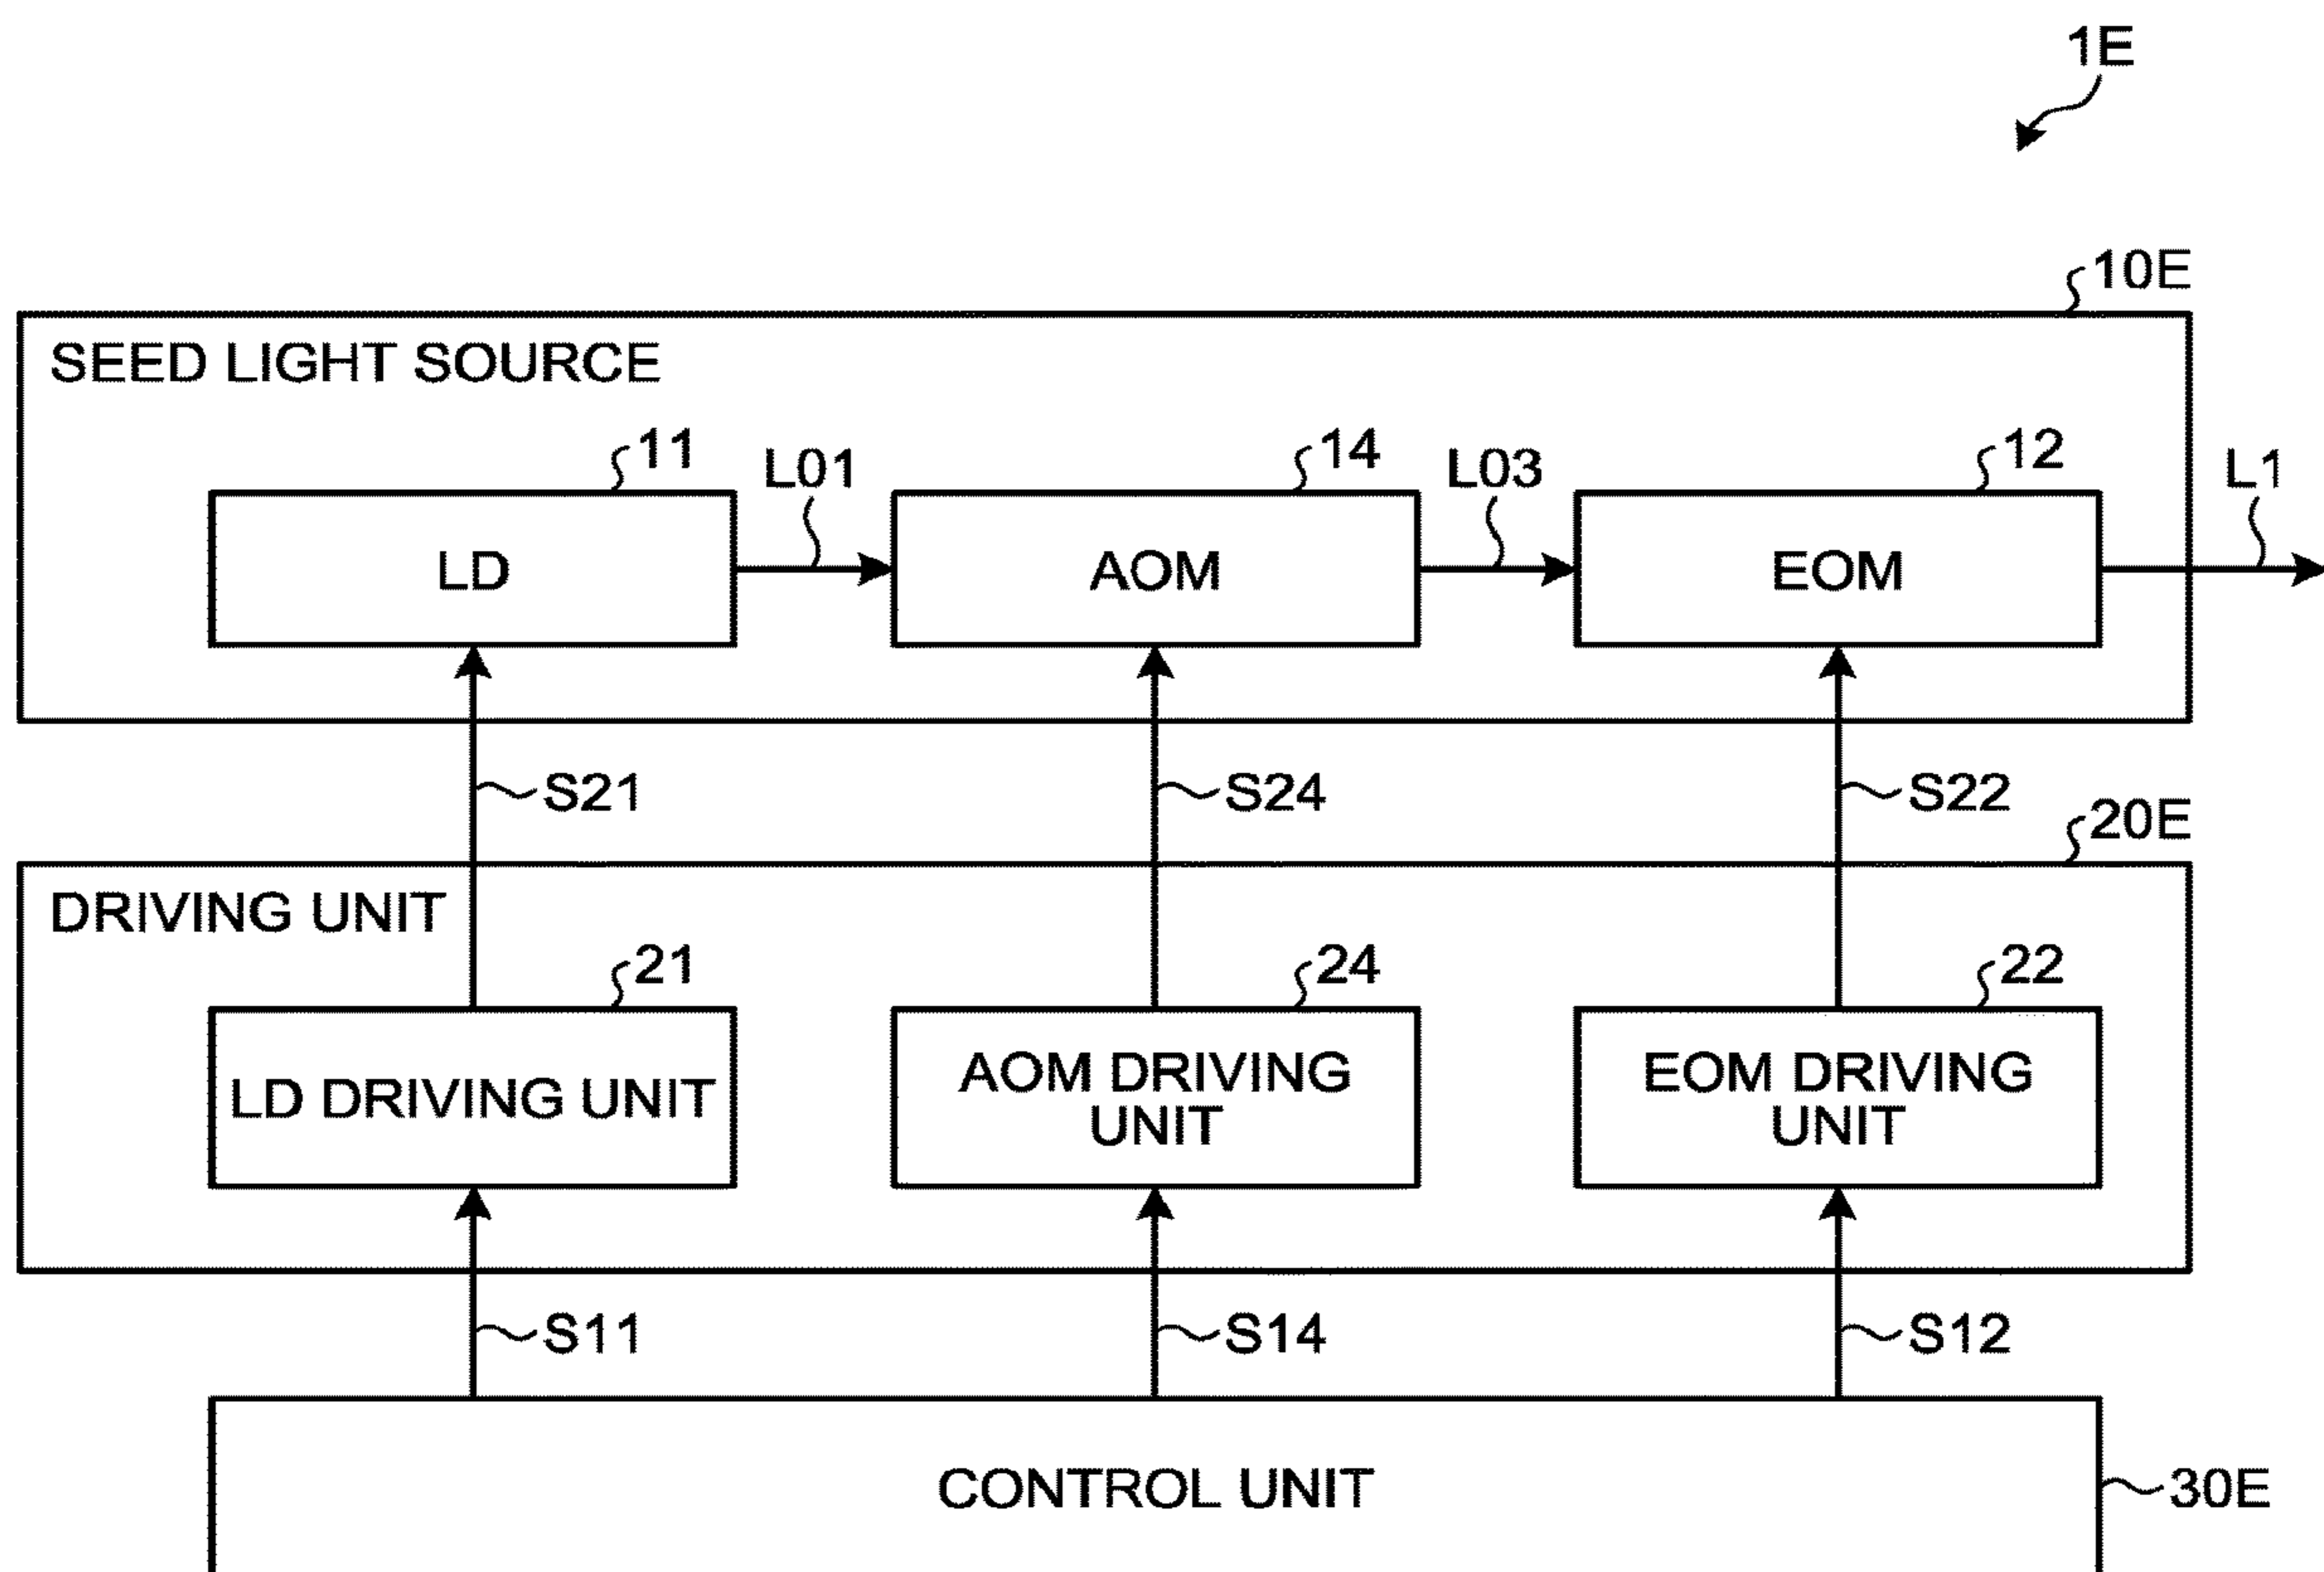 1E
10E
SEED LIGHT SOURCE
11
L01
14
L03
12
L1
LD
AOM
EOM
S21
S24
S22
20E
DRIVING UNIT
21
24
22
LD DRIVING UNIT
AOM DRIVING
UNIT
EOM DRIVING
UNIT
S11
S14
S12
CONTROL UNIT
30E